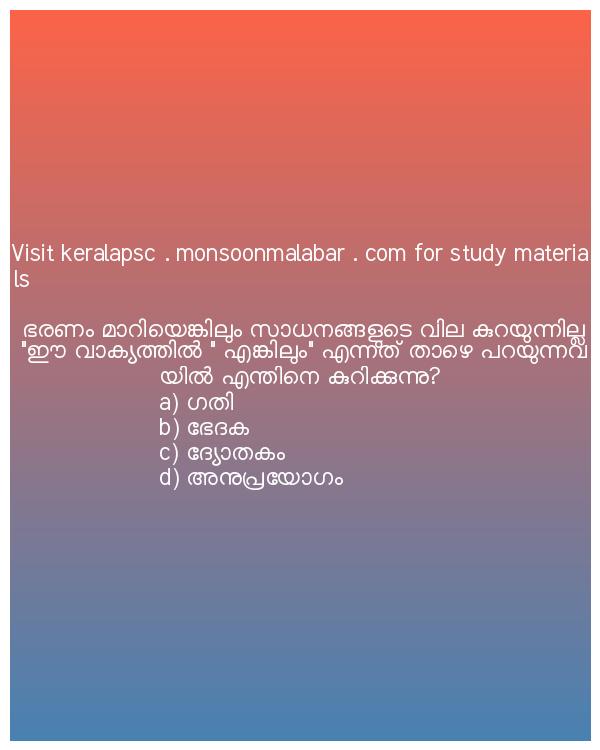 Visit keralapsc . monsoonmalabar . com for study materia
ls
ഭരണം മാറിയെങ്കിലും സാധനങ്ങളുടെ വില കുറയുന്നില്ല
"ഈ വാക്യത്തിൽ " എങ്കിലും" എന്നത് താഴെ പറയുന്നവ
യിൽ എന്തിനെ കുറിക്കുന്നു?
a) ഗതി
b) ഭേദക
c) ദ്യോതകം
d) അനുപ്രയോഗം